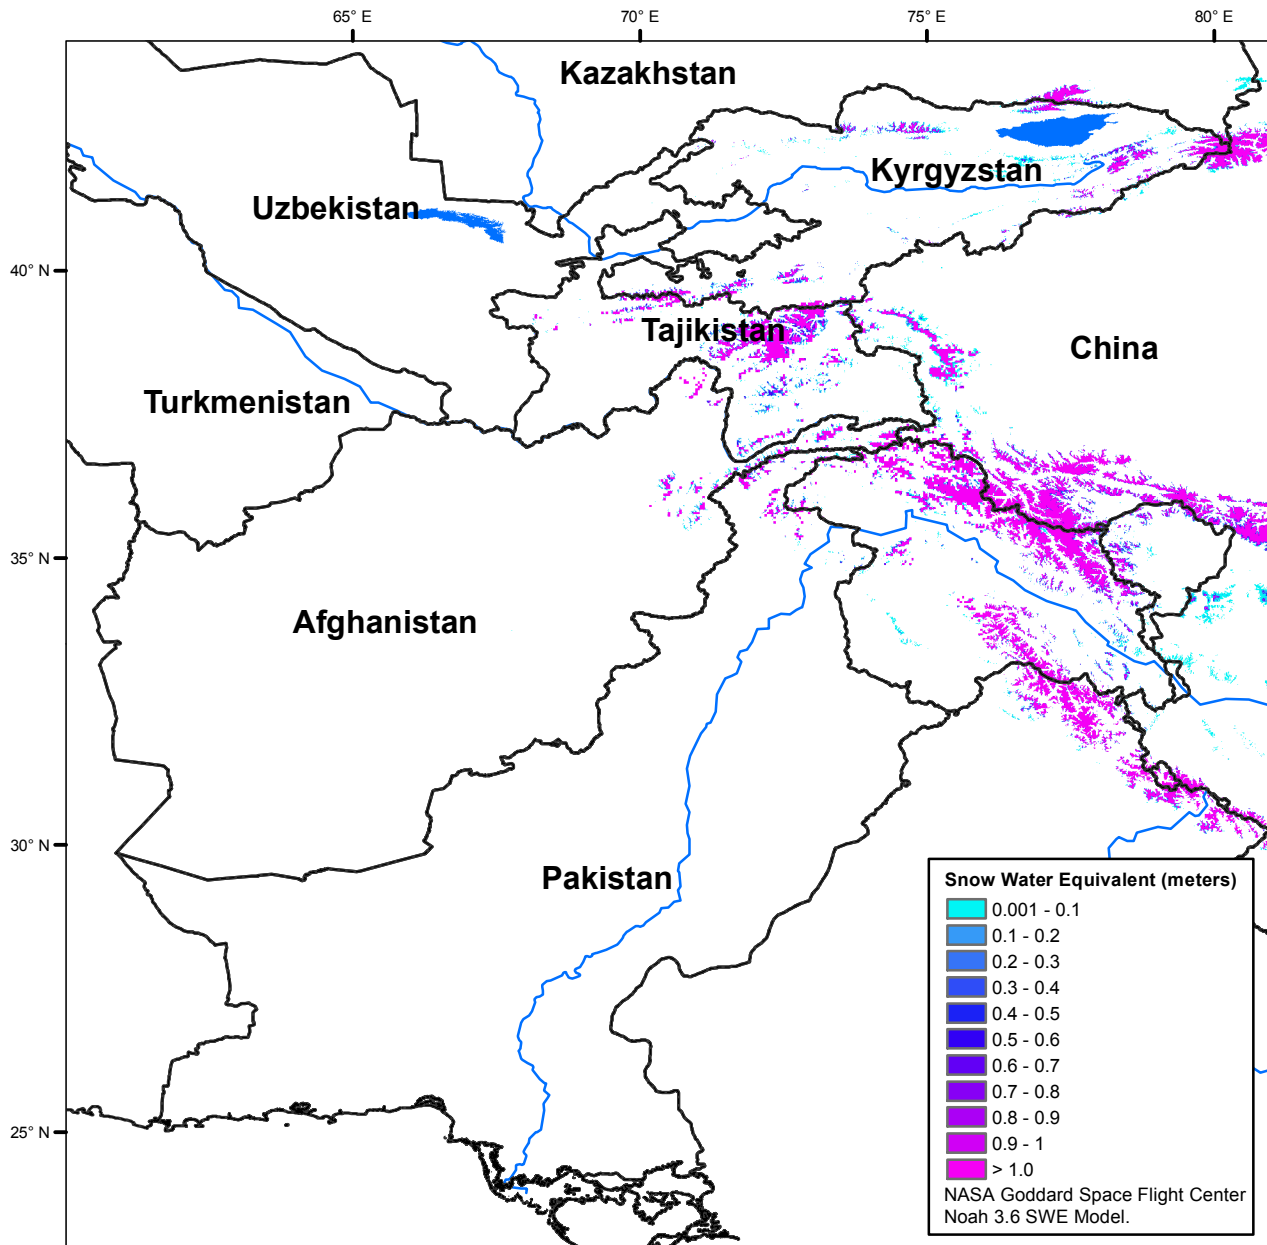 65° E
70° E
75° E
80° E
Kazakhstan
Kyrgyzstan
Uzbekistan
40° N
Tajikistan
China
Turkmenistan
35° N
Afghanistan
30° N
Pakistan
25° N
Snow Water Equivalent (meters)
0.001 - 0.1
0.1 - 0.2
0.2 - 0.3
0.3 - 0.4
0.4 - 0.5
0.5 - 0.6
0.6 - 0.7
0.7 - 0.8
0.8 - 0.9
0.9 - 1
> 1.0
NASA Goddard Space Flight Center
Noah 3.6 SWE Model.